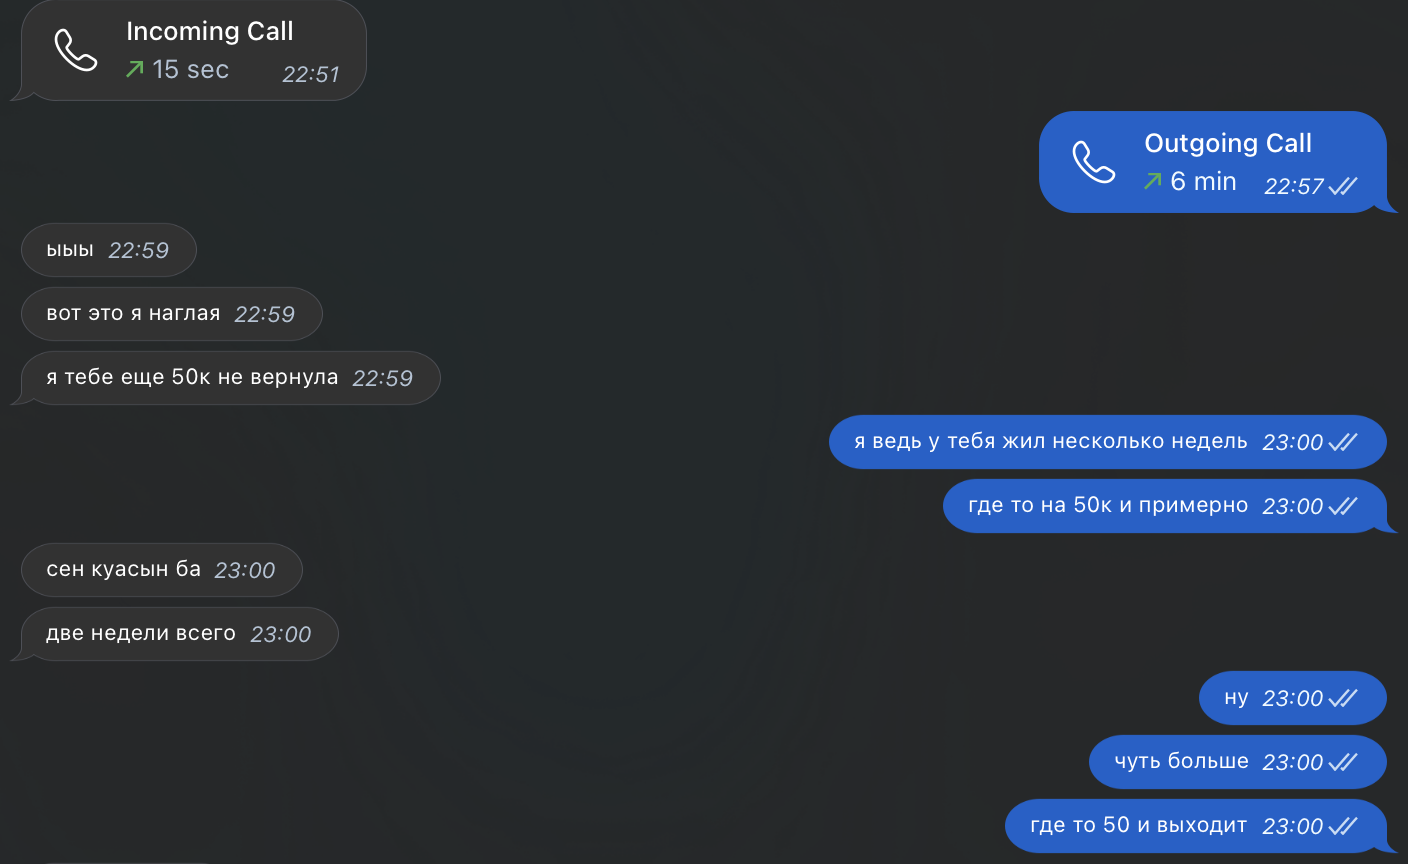 Incoming Call
15 sec 22:51
Outgoing Call
6 min 22:57
ыыы 22:59
вот это я наглая 22:59
я тебе еще 50к не вернула 22:59
я ведь у тебя жил несколько недель 23:00
где то на 50к и примерно 23:00
сен куасын ба 23:00
две недели всего 23:00
ну 23:00
чуть больше 23:00
где то 50 и выходит 23:00